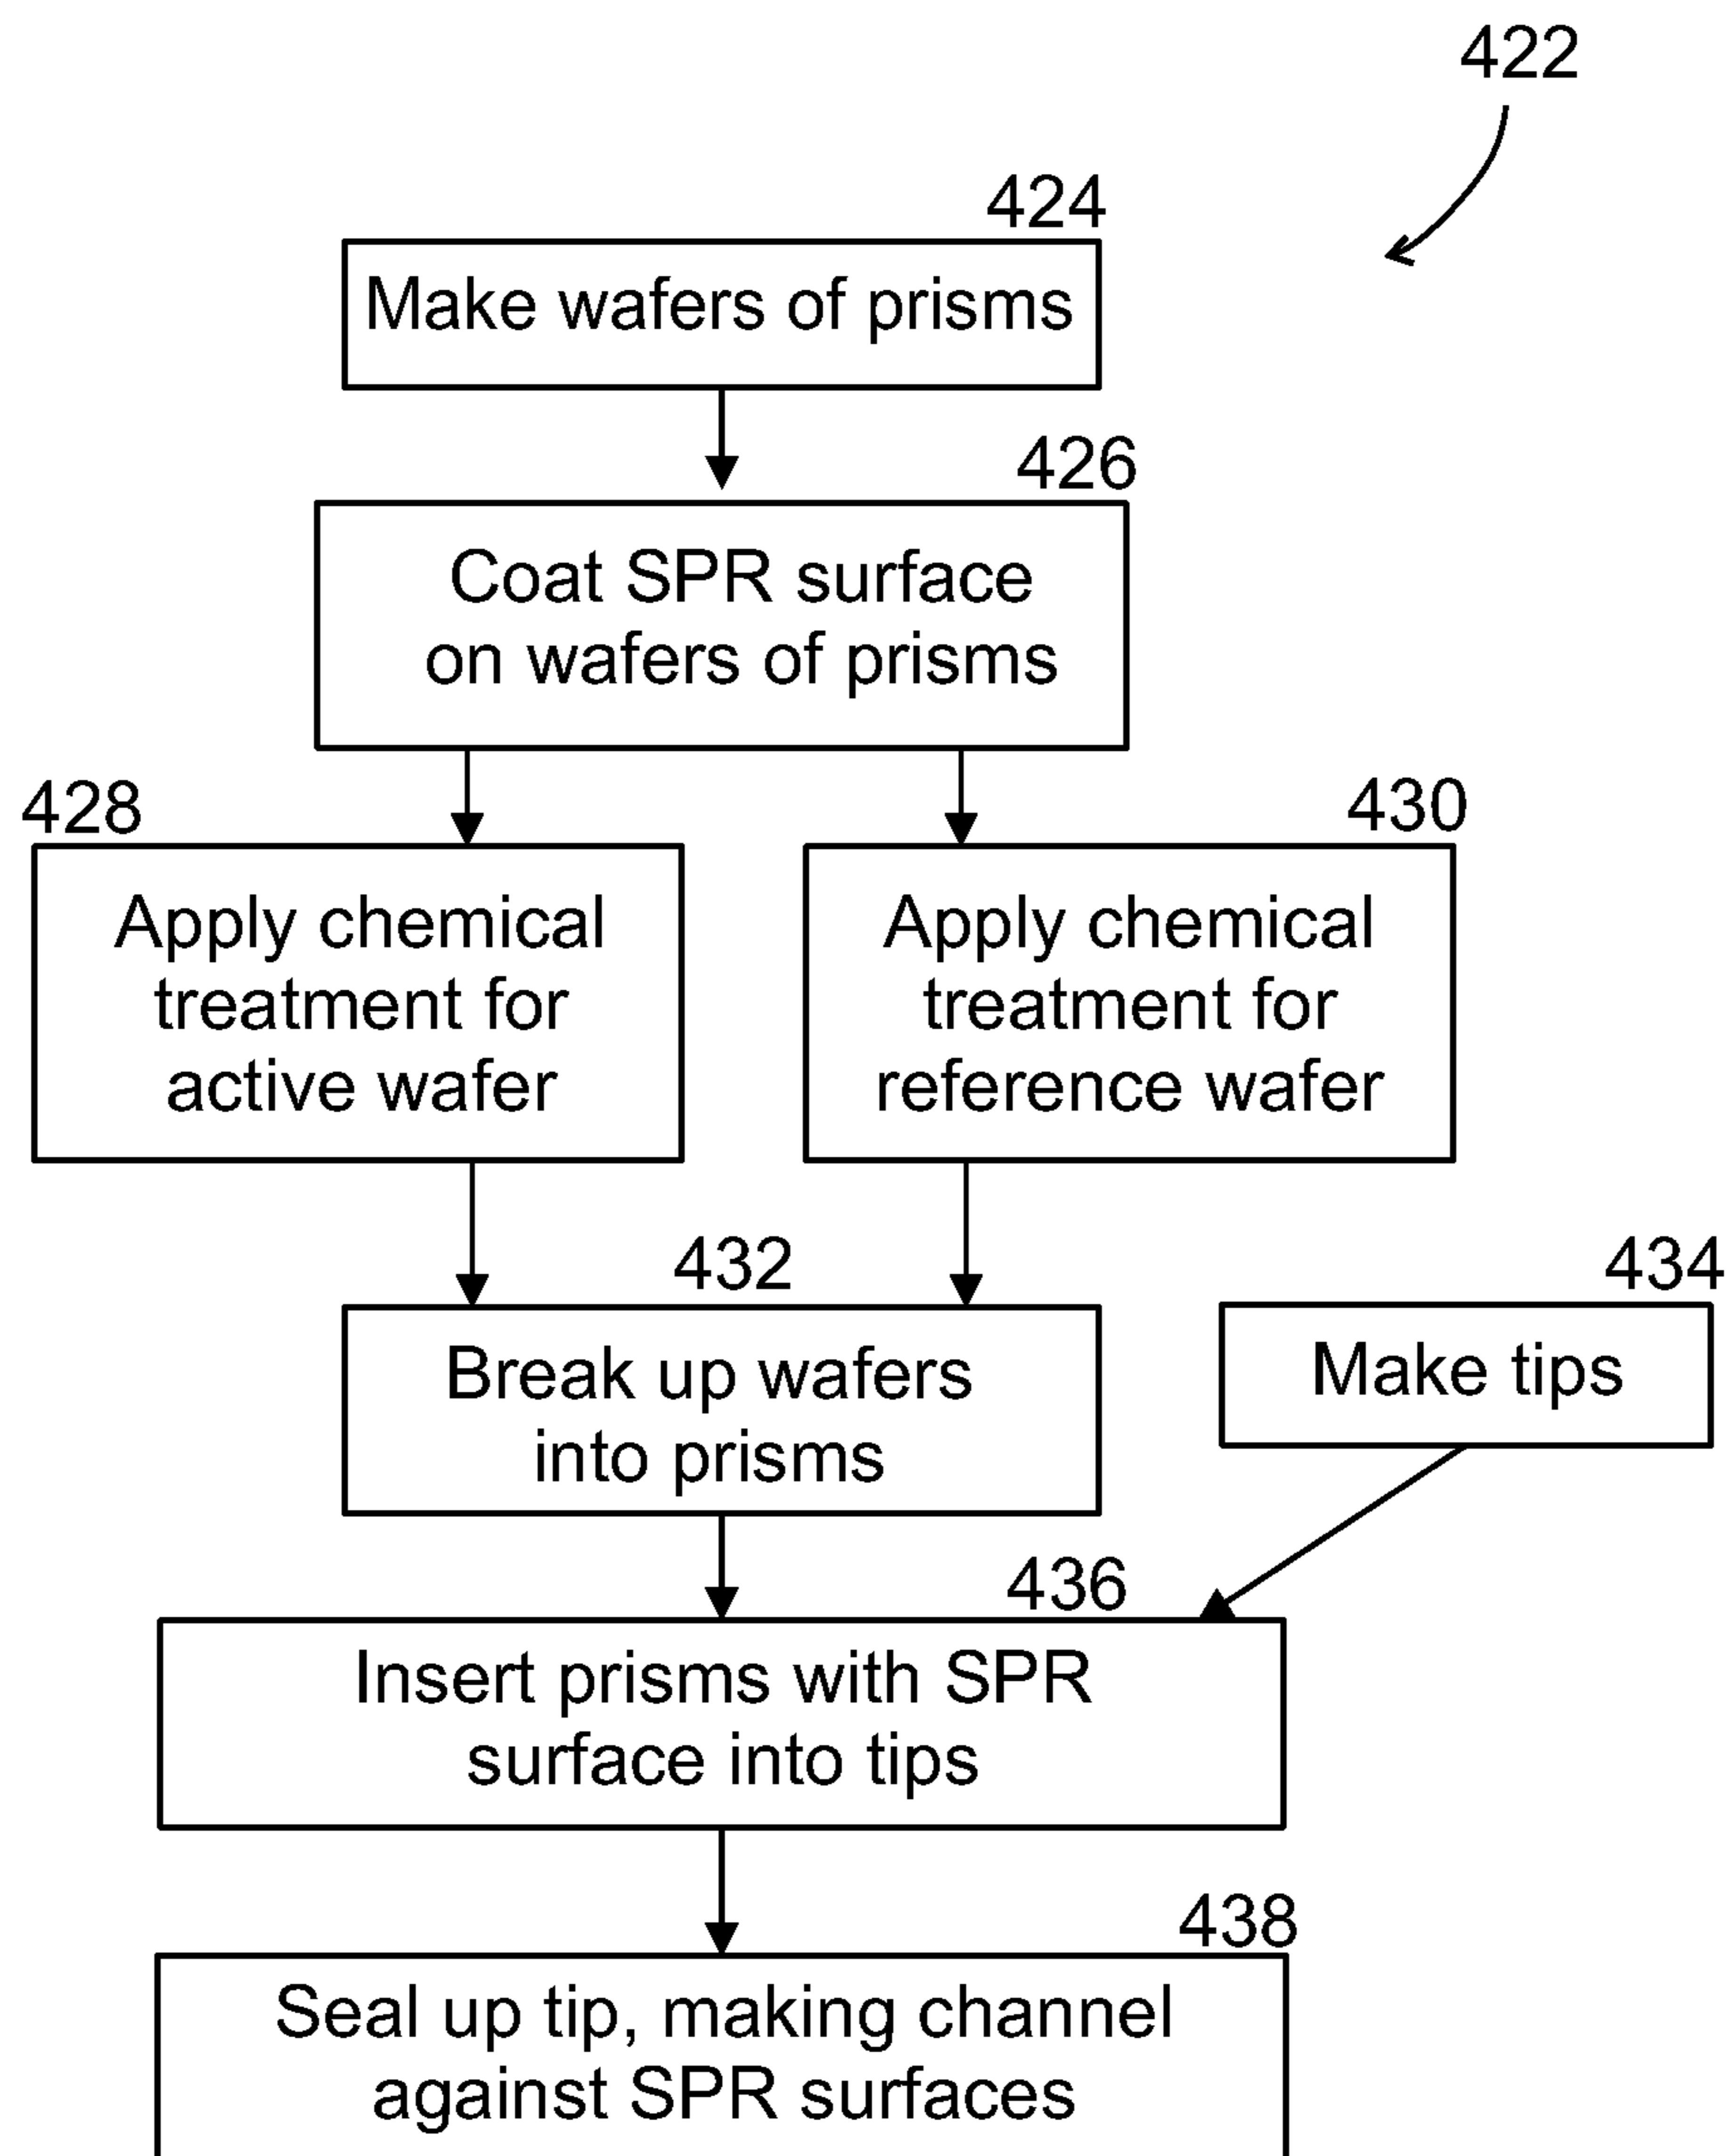 422
424
Make wafers of prisms
426
Coat SPR surface
on wafers of prisms
428
Apply chemical
treatment for
active wafer
430
Apply chemical
treatment for
reference wafer
432
Break up wafers
into prisms
434
Make tips
436
Insert prisms with SPR
surface into tips
438
Seal up tip, making channel
against SPR surfaces